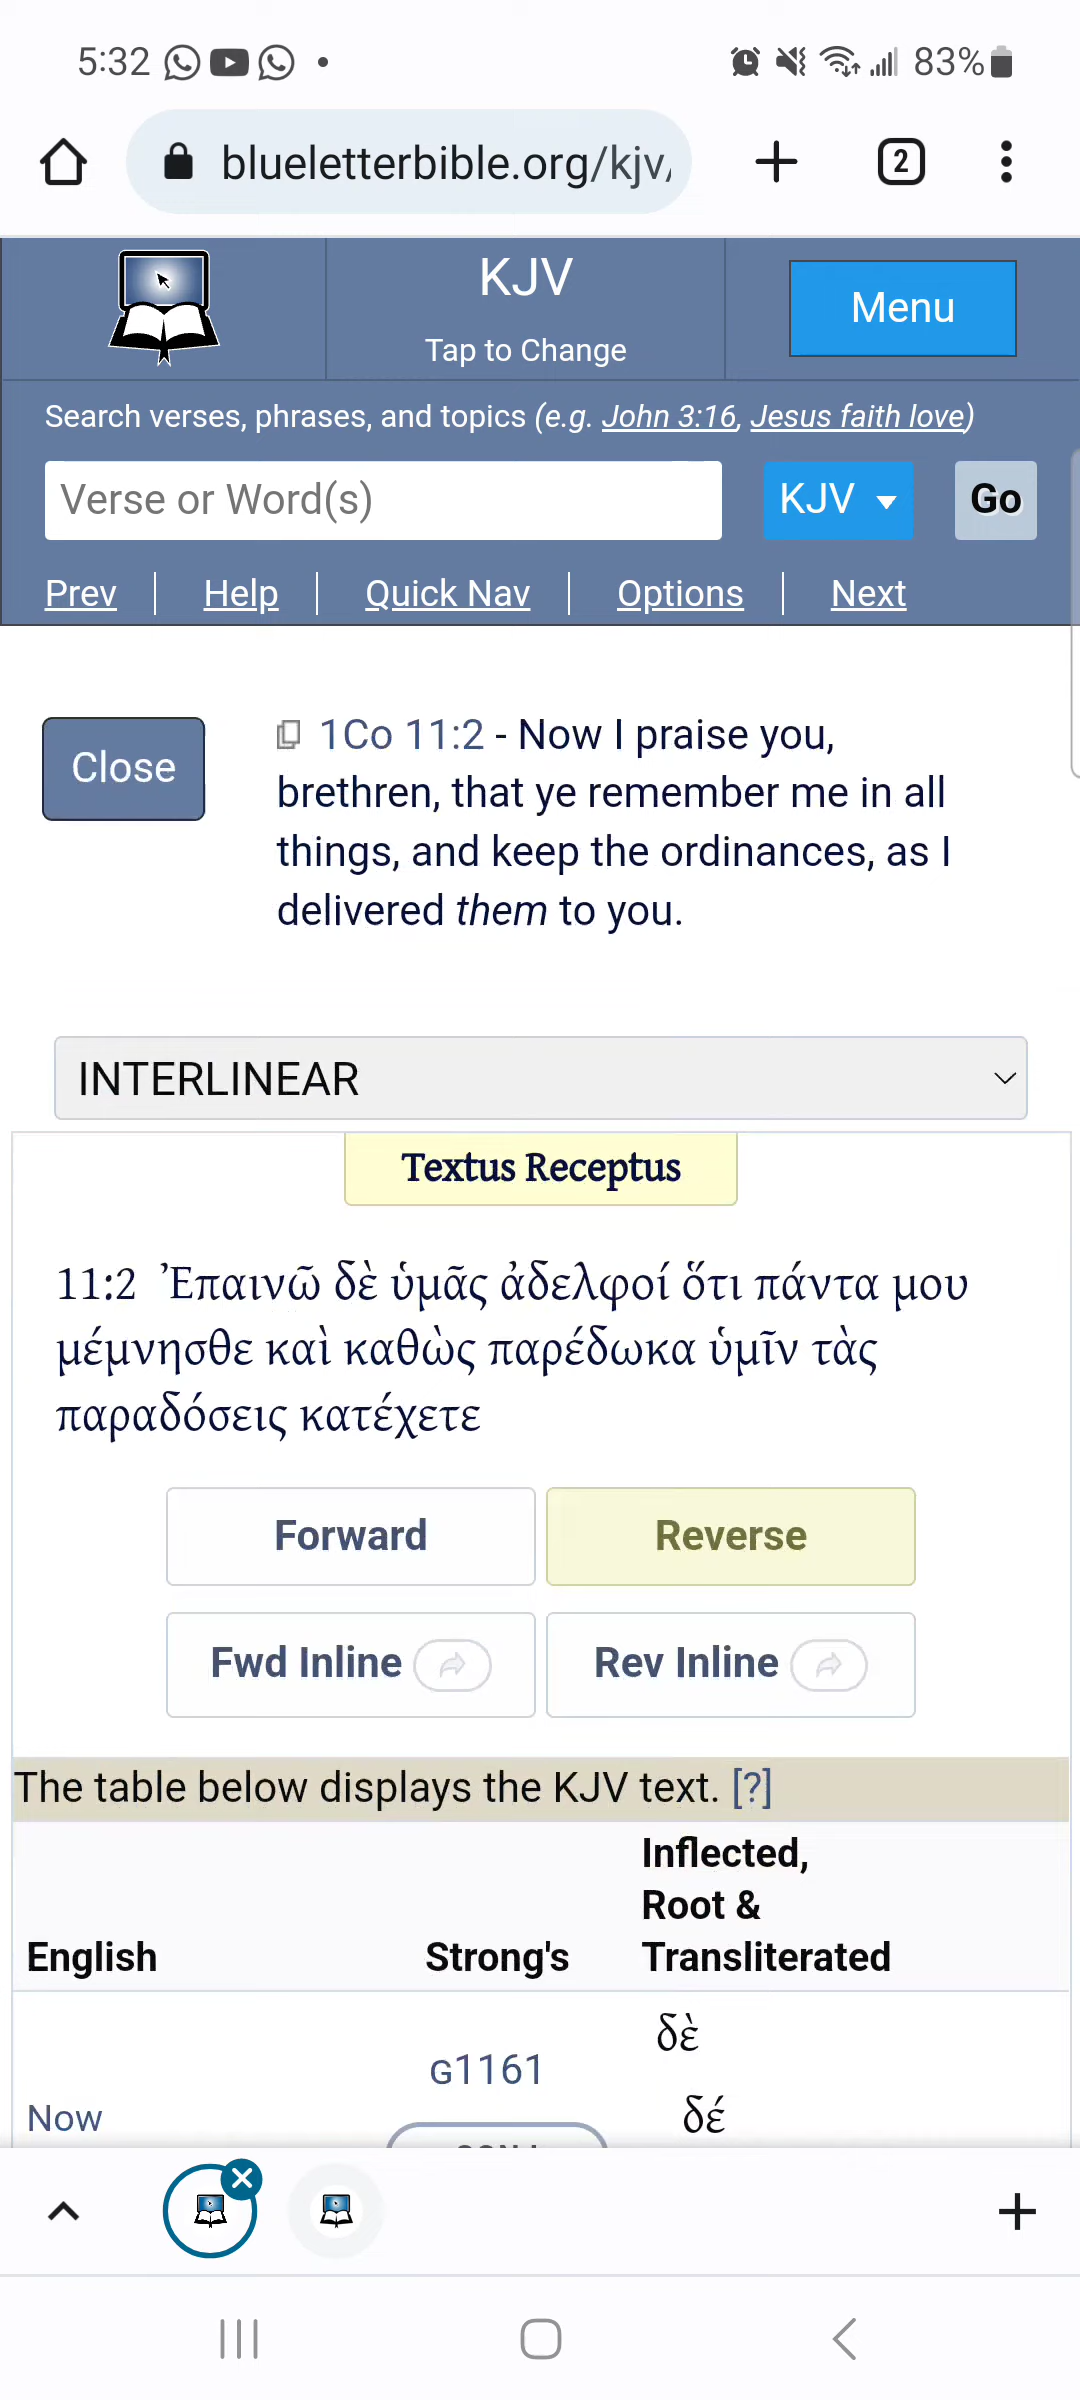 5:32
83%
blueletterbible.org/kjv
2
KJV
Tap to Change
Menu
Search verses, phrases, and topics (e.g. John 3:16, Jesus faith love)
Verse or Word(s)
KJV
Go
Prev | Help | Quick Nav | Options | Next
Close
1Co 11:2 - Now I praise you,
brethren, that ye remember me in all
things, and keep the ordinances, as I
delivered them to you.
INTERLINEAR
Textus Receptus
11:2 Ἐπαινῶ δὲ ὑμᾶς ἀδελφοί ὅτι πάντα μου
μέμνησθε καὶ καθὼς παρέδωκα ὑμῖν τὰς
παραδόσεις κατέχετε
Forward
Reverse
Fwd Inline
Rev Inline
The table below displays the KJV text. [?]
English
Strong's
Inflected,
Root &
Transliterated
Now
G1161
δὲ
δέ